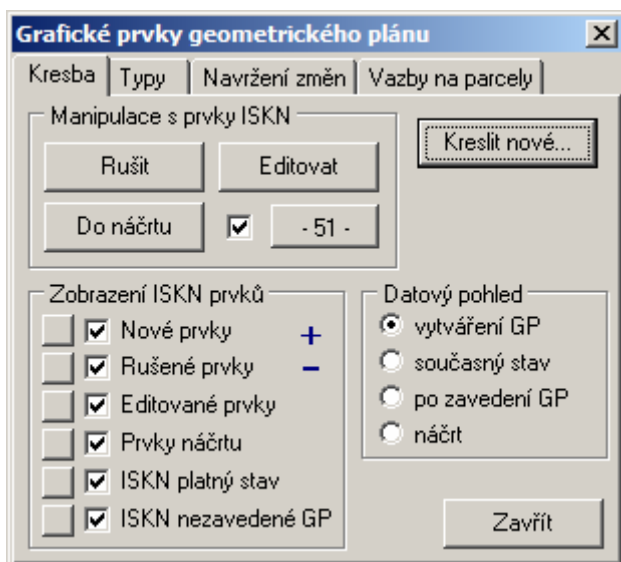 Grafické prvky geometrického plánu
Kresba Typy Navržení změn Vazby na parcely
Manipulace s prvky ISKN
Kreslit nové...
Rušit Editovat
Do náčrtu - 51 -
Zobrazení ISKN prvků
Nové prvky +
Rušené prvky –
Editované prvky
Prvky náčrtu
ISKN platný stav
ISKN nezavedené GP
Datový pohled
vytváření GP
současný stav
po zavedení GP
náčrt
Zavřít